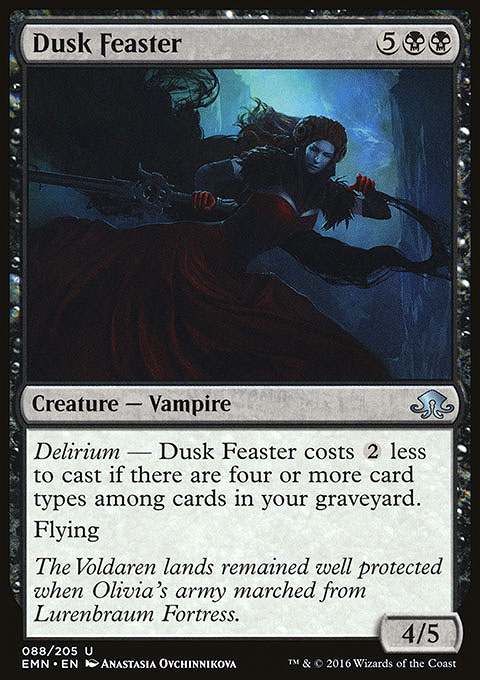 Dusk Feaster 5
Creature — Vampire
Delirium — Dusk Feaster costs 2 less
to cast if there are four or more card
types among cards in your graveyard.
Flying
The Voldaren lands remained well protected
when Olivia's army marched from
Lurenbraum Fortress.
4/5
088/205 U
EMN • EN Anastasia Ovchinnikova
™ & © 2016 Wizards of the Coast